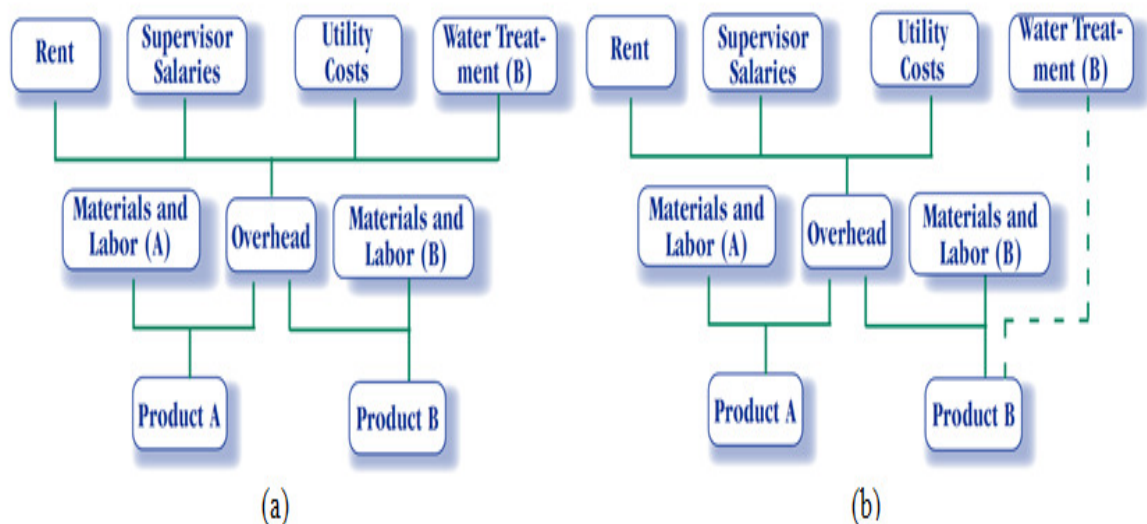 Rent
Supervisor
Salaries
Utility
Costs
Water Treat-
ment (B)
Materials and
Labor (A)
Overhead
Materials and
Labor (B)
Product A
Product B
(a)
Rent
Supervisor
Salaries
Utility
Costs
Water Treat-
ment (B)
Materials and
Labor (A)
Overhead
Materials and
Labor (B)
Product A
Product B
(b)